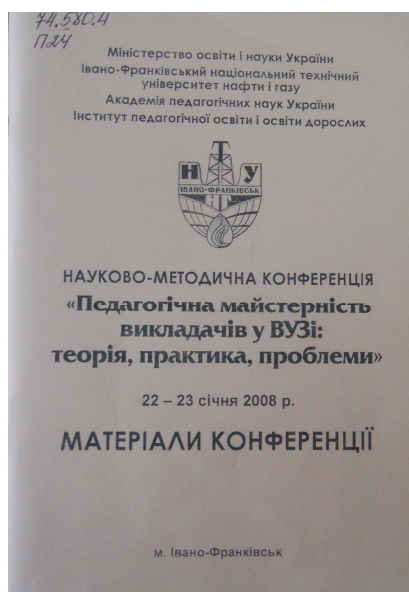 74.580.4
П24
Міністерство освіти і науки України
Івано-Франківський національний технічний
університет нафти і газу
Академія педагогічних наук України
Інститут педагогічної освіти і освіти дорослих
Т
Н У
ІВАНО-ФРАНКІВСЬК
Н Г
НАУКОВО-МЕТОДИЧНА КОНФЕРЕНЦІЯ
«Педагогічна майстерність
викладачів у ВУЗі:
теорія, практика, проблеми»
22 – 23 січня 2008 р.
МАТЕРІАЛИ КОНФЕРЕНЦІЇ
м. Івано-Франківськ